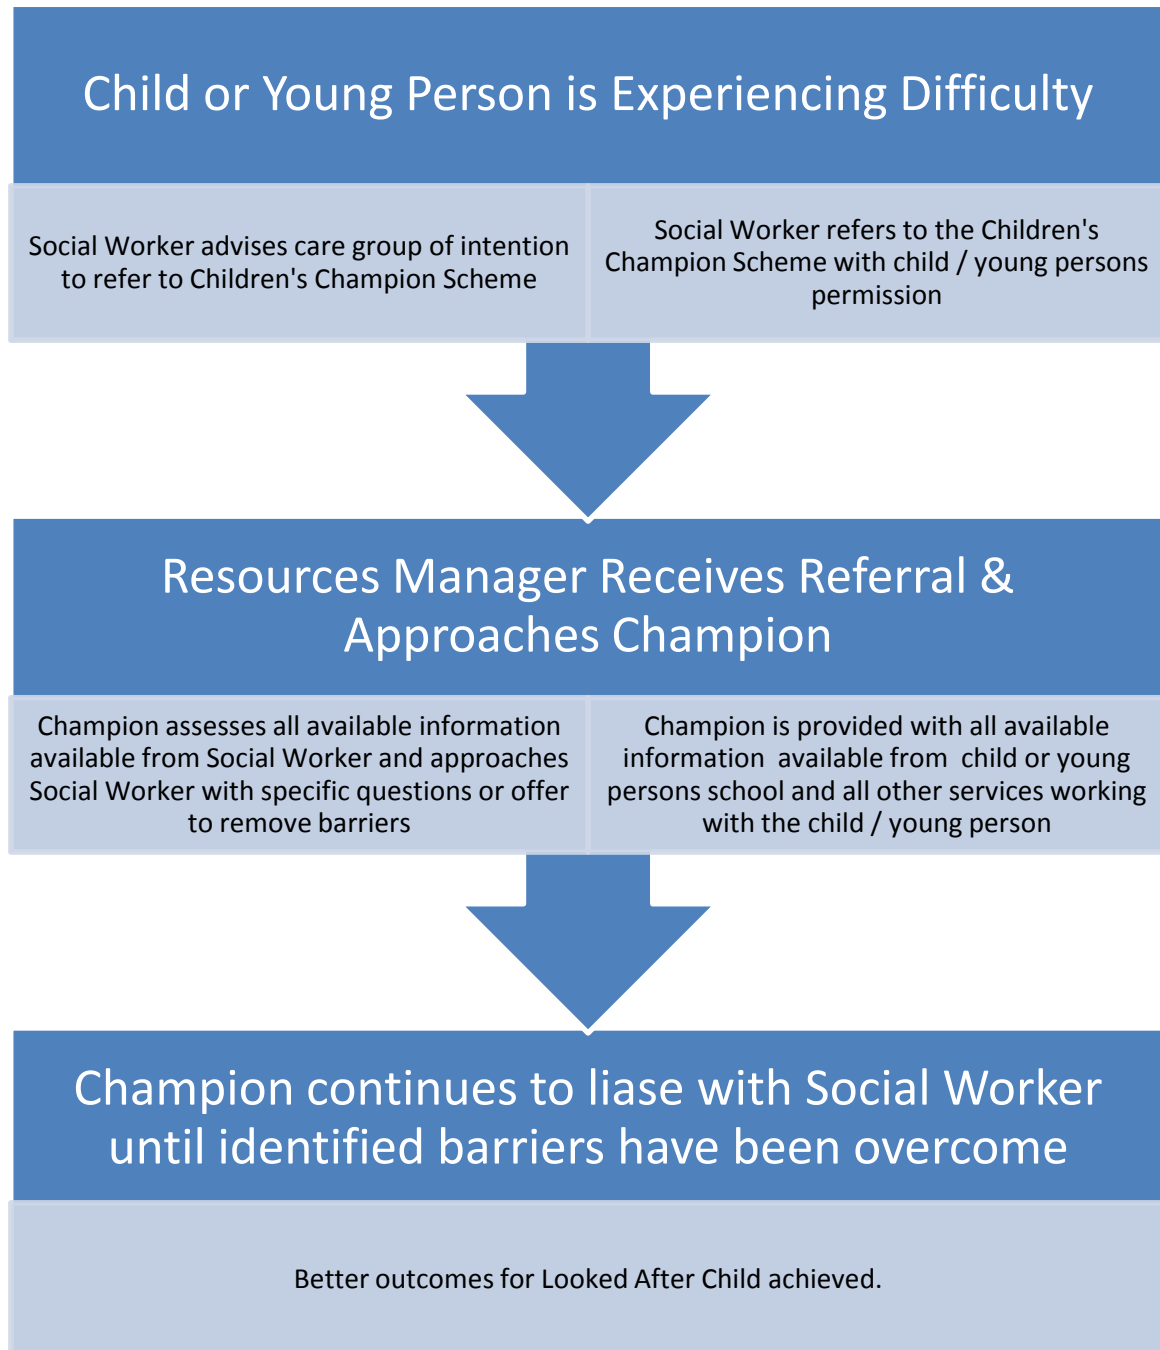 Child or Young Person is Experiencing Difficulty
Social Worker advises care group of intention
to refer to Children's Champion Scheme
Social Worker refers to the Children's
Champion Scheme with child / young persons
permission
Resources Manager Receives Referral &
Approaches Champion
Champion assesses all available information
available from Social Worker and approaches
Social Worker with specific questions or offer
to remove barriers
Champion is provided with all available
information  available from  child or young
persons school and all other services working
with the child / young person
Champion continues to liase with Social Worker
until identified barriers have been overcome
Better outcomes for Looked After Child achieved.